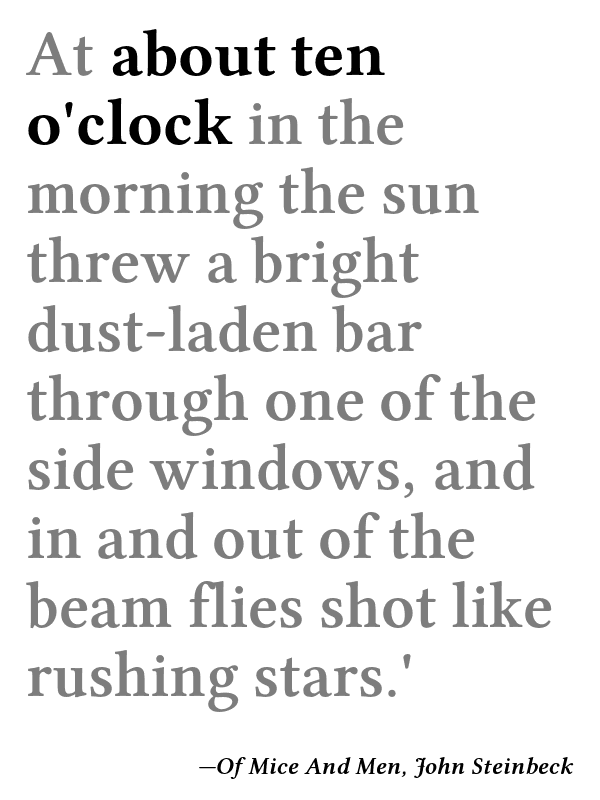 At about ten
o'clock in the
morning the sun
threw a bright
dust-laden bar
through one of the
side windows, and
in and out of the
beam flies shot like
rushing stars.'
—Of Mice And Men, John Steinbeck